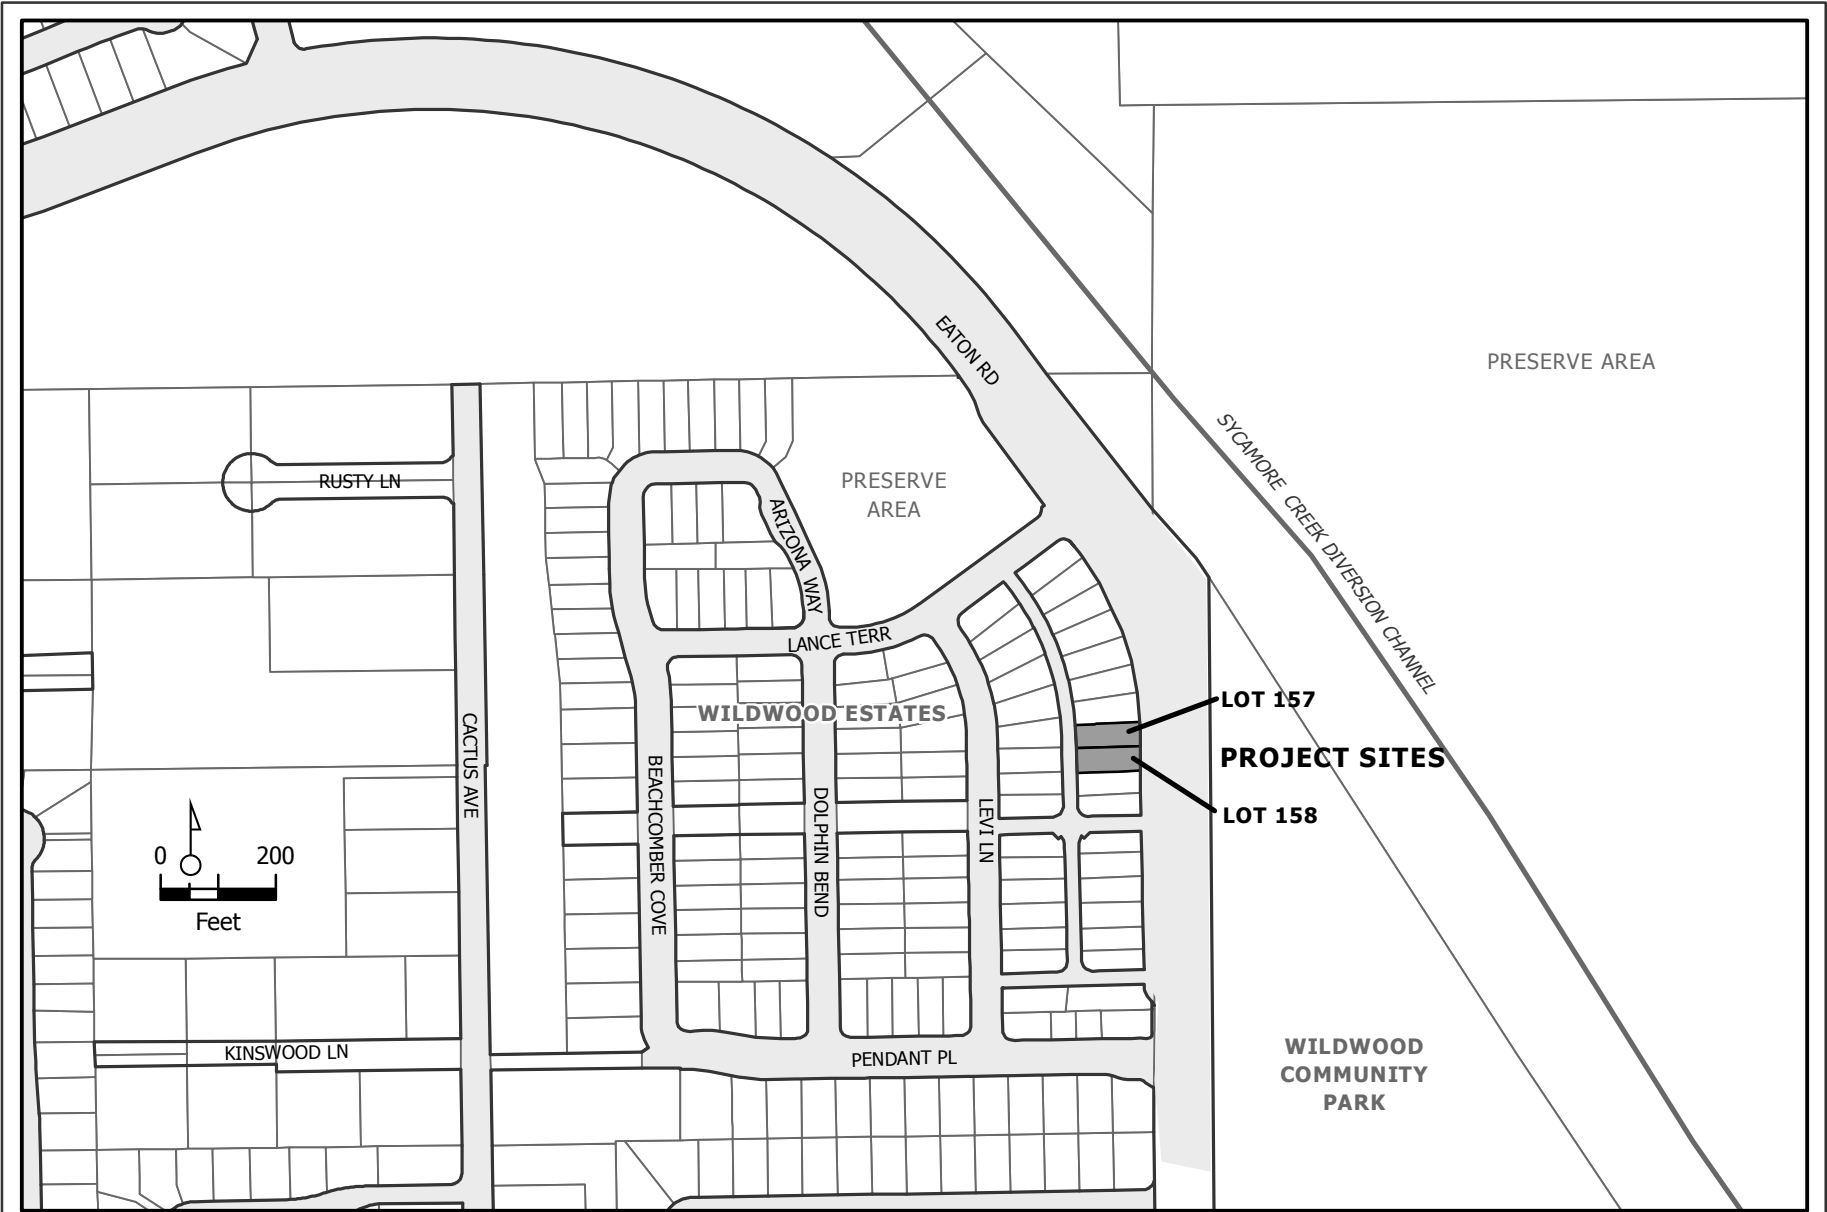 EATON RD
PRESERVE AREA
SYCAMORE CREEK DIVERSION CHANNEL
RUSTY LN
PRESERVE
AREA
ARIZONA WAY
LANCE TERR
WILDWOOD ESTATES
LOT 157
PROJECT SITES
LOT 158
CACTUS AVE
BEACHCOMBER COVE
DOLPHIN BEND
LEVI LN
0 200
Feet
KINSWOOD LN
PENDANT PL
WILDWOOD
COMMUNITY
PARK